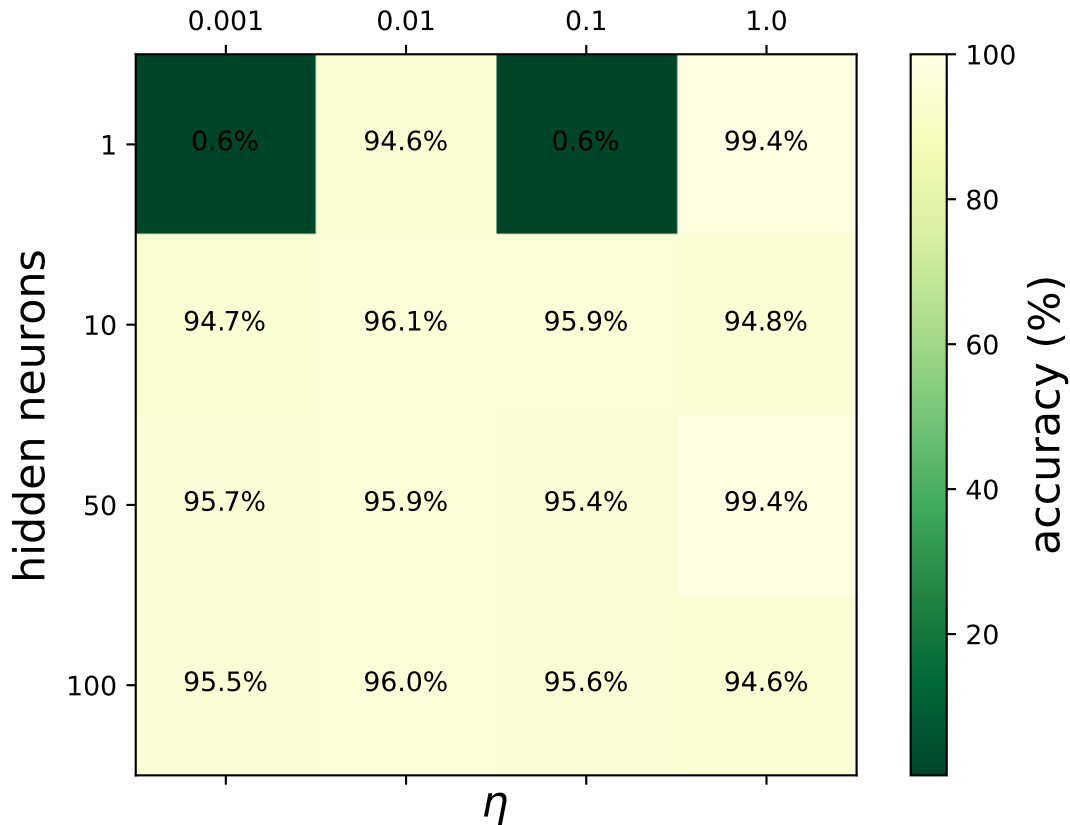 0.001 0.01 0.1 1.0
100
80
60
40
20
accuracy (%)
hidden neurons
1 0.6% 94.6% 0.6% 99.4%
10 94.7% 96.1% 95.9% 94.8%
50 95.7% 95.9% 95.4% 99.4%
100 95.5% 96.0% 95.6% 94.6%
η